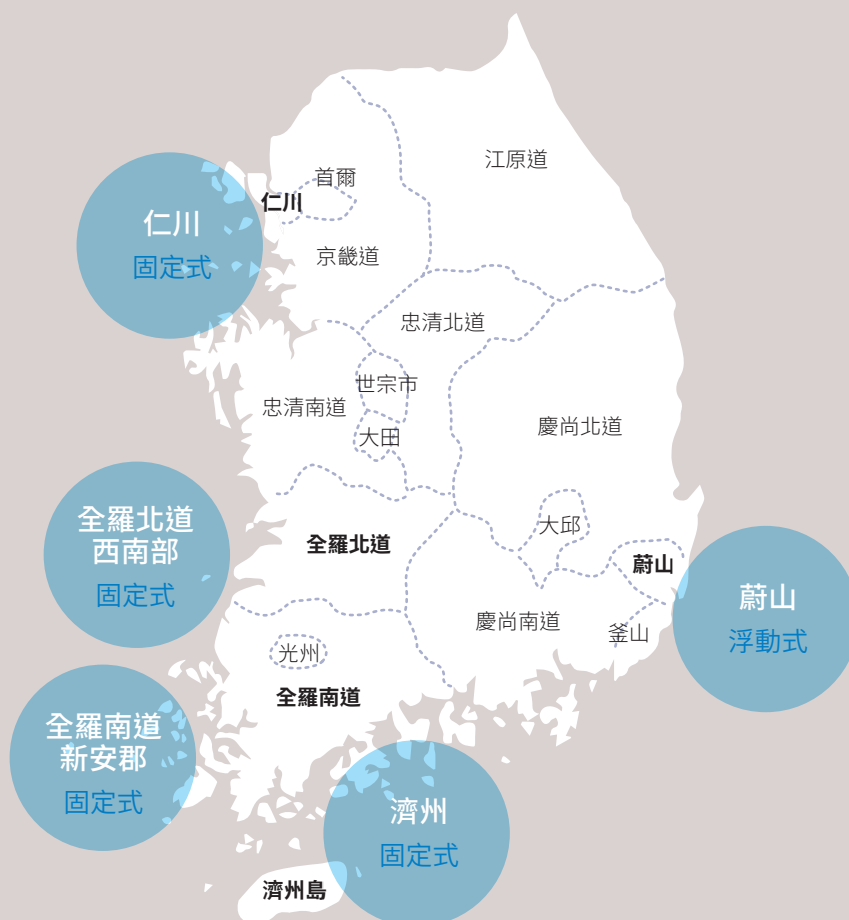 江原道
首爾
仁川
仁川
固定式
京畿道
忠清北道
世宗市
忠清南道
大田
慶尚北道
全羅北道
西南部
固定式
大邱
全羅北道
蔚山
蔚山
浮動式
慶尚南道
釜山
光州
全羅南道
全羅南道
新安郡
固定式
濟州
固定式
濟州島